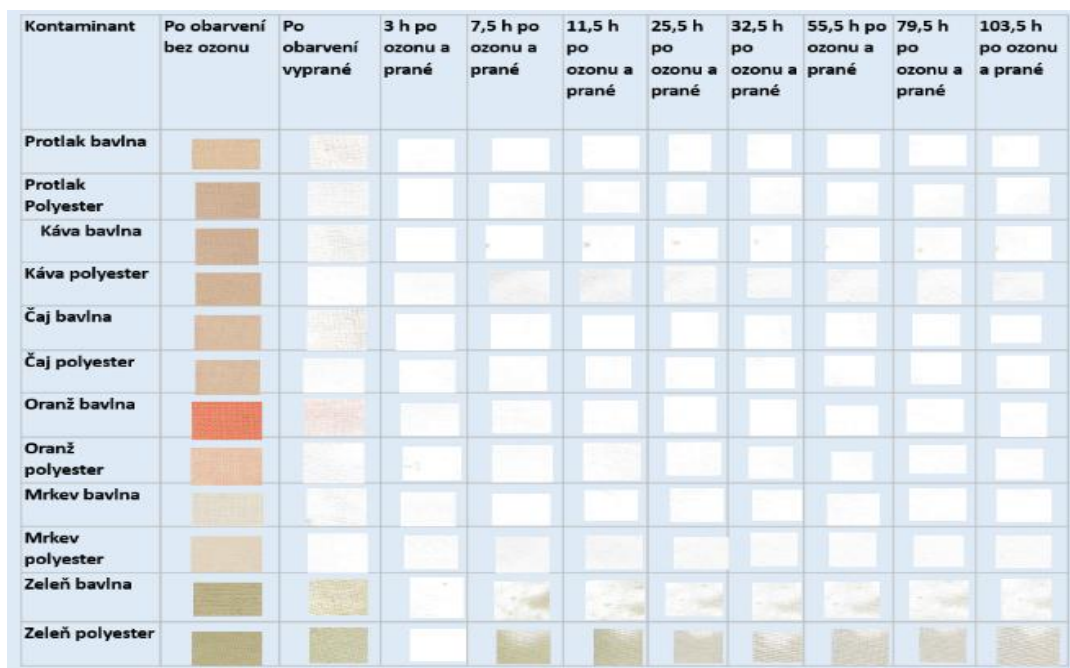 Kontaminant
Po obarvení
bez ozonu
Po
obarvení
vyprané
3 h po
ozonu a
prané
7,5 h po
ozonu a
prané
11,5 h
po
ozonu a
prané
25,5 h
po
ozonu a
prané
32,5 h
po
ozonu a
prané
55,5 h po
ozonu a
prané
79,5 h
po
ozonu a
prané
103,5 h
po ozonu
a prané
Protlak bavlna
Protlak
Polyester
Káva bavlna
Káva polyester
Čaj bavlna
Čaj polyester
Oranž bavlna
Oranž
polyester
Mrkev bavlna
Mrkev
polyester
Zeleň bavlna
Zeleň polyester